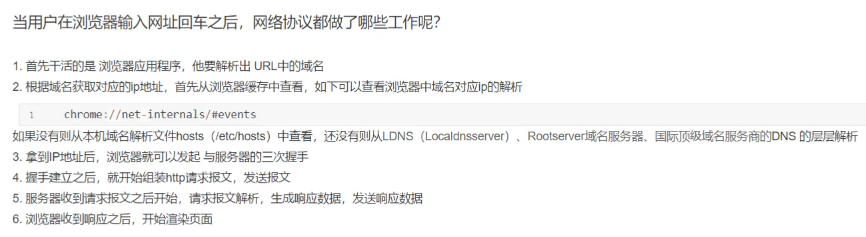 当用户在浏览器输入网址回车之后，网络协议都做了哪些工作呢？
1. 首先干活的是 浏览器应用程序，他要解析出 URL中的域名
2. 根据域名获取对应的ip地址，首先从浏览器缓存中查看，如下可以查看浏览器中域名对应ip的解析
1 chrome://net-internals/#events
如果没有则从本机域名解析文件hosts（/etc/hosts）中查看，还没有则从LDNS（Localdnsserver）、Rootserver域名服务器、国际顶级域名服务商的DNS 的层层解析
3. 拿到IP地址后，浏览器就可以发起 与服务器的三次握手
4. 握手建立之后，就开始组装http请求报文，发送报文
5. 服务器收到请求报文之后开始，请求报文解析，生成响应数据，发送响应数据
6. 浏览器收到响应之后，开始渲染页面